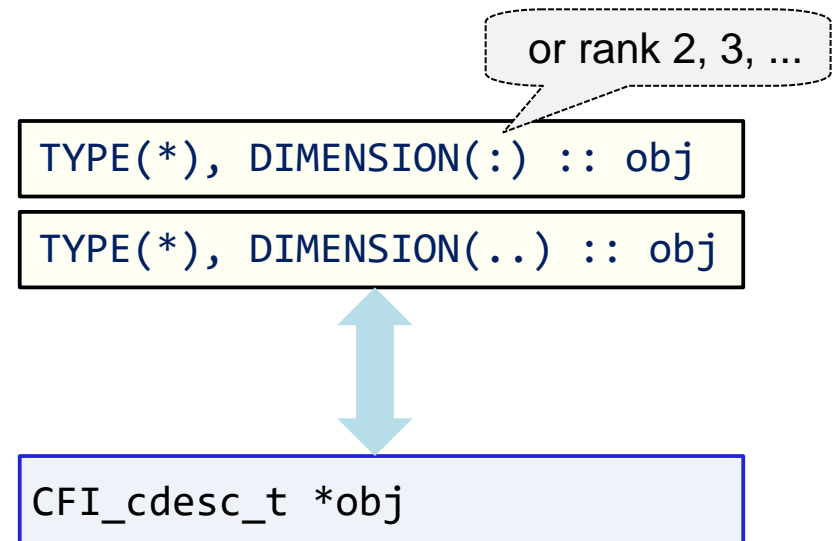 or rank 2, 3, ...
TYPE(*), DIMENSION(:) :: obj
TYPE(*), DIMENSION(..) :: obj
CFI_cdesc_t *obj